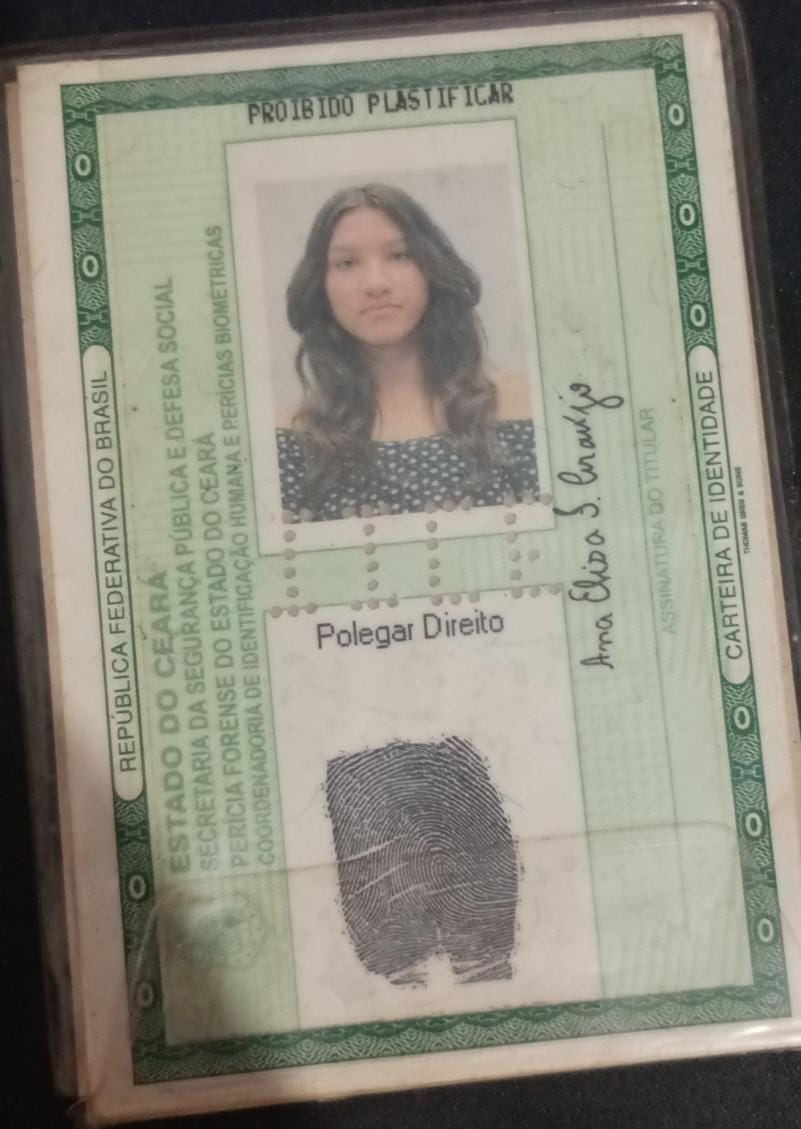 PROIBIDO PLASTIFICAR
REPÚBLICA FEDERATIVA DO BRASIL
ESTADO DO CEARÁ
SECRETARIA DA SEGURANÇA PÚBLICA E DEFESA SOCIAL
PERÍCIA FORENSE DO ESTADO DO CEARÁ
COORDENADORIA DE IDENTIFICAÇÃO HUMANA E PERÍCIAS BIOMÉTRICAS
Polegar Direito
Ana Elisa S. Araújo
ASSINATURA DO TITULAR
CARTEIRA DE IDENTIDADE
THOMAS GREG & SONS